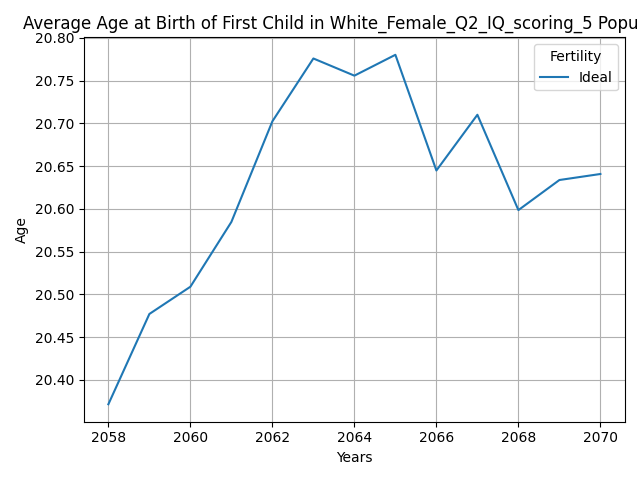 Average Age at Birth of First Child in White_Female_Q2_IQ_scoring_5 Popu
20.80
20.75
20.70
20.65
20.60
20.55
20.50
20.45
20.40
Age
Fertility
Ideal
2058 2060 2062 2064 2066 2068 2070
Years